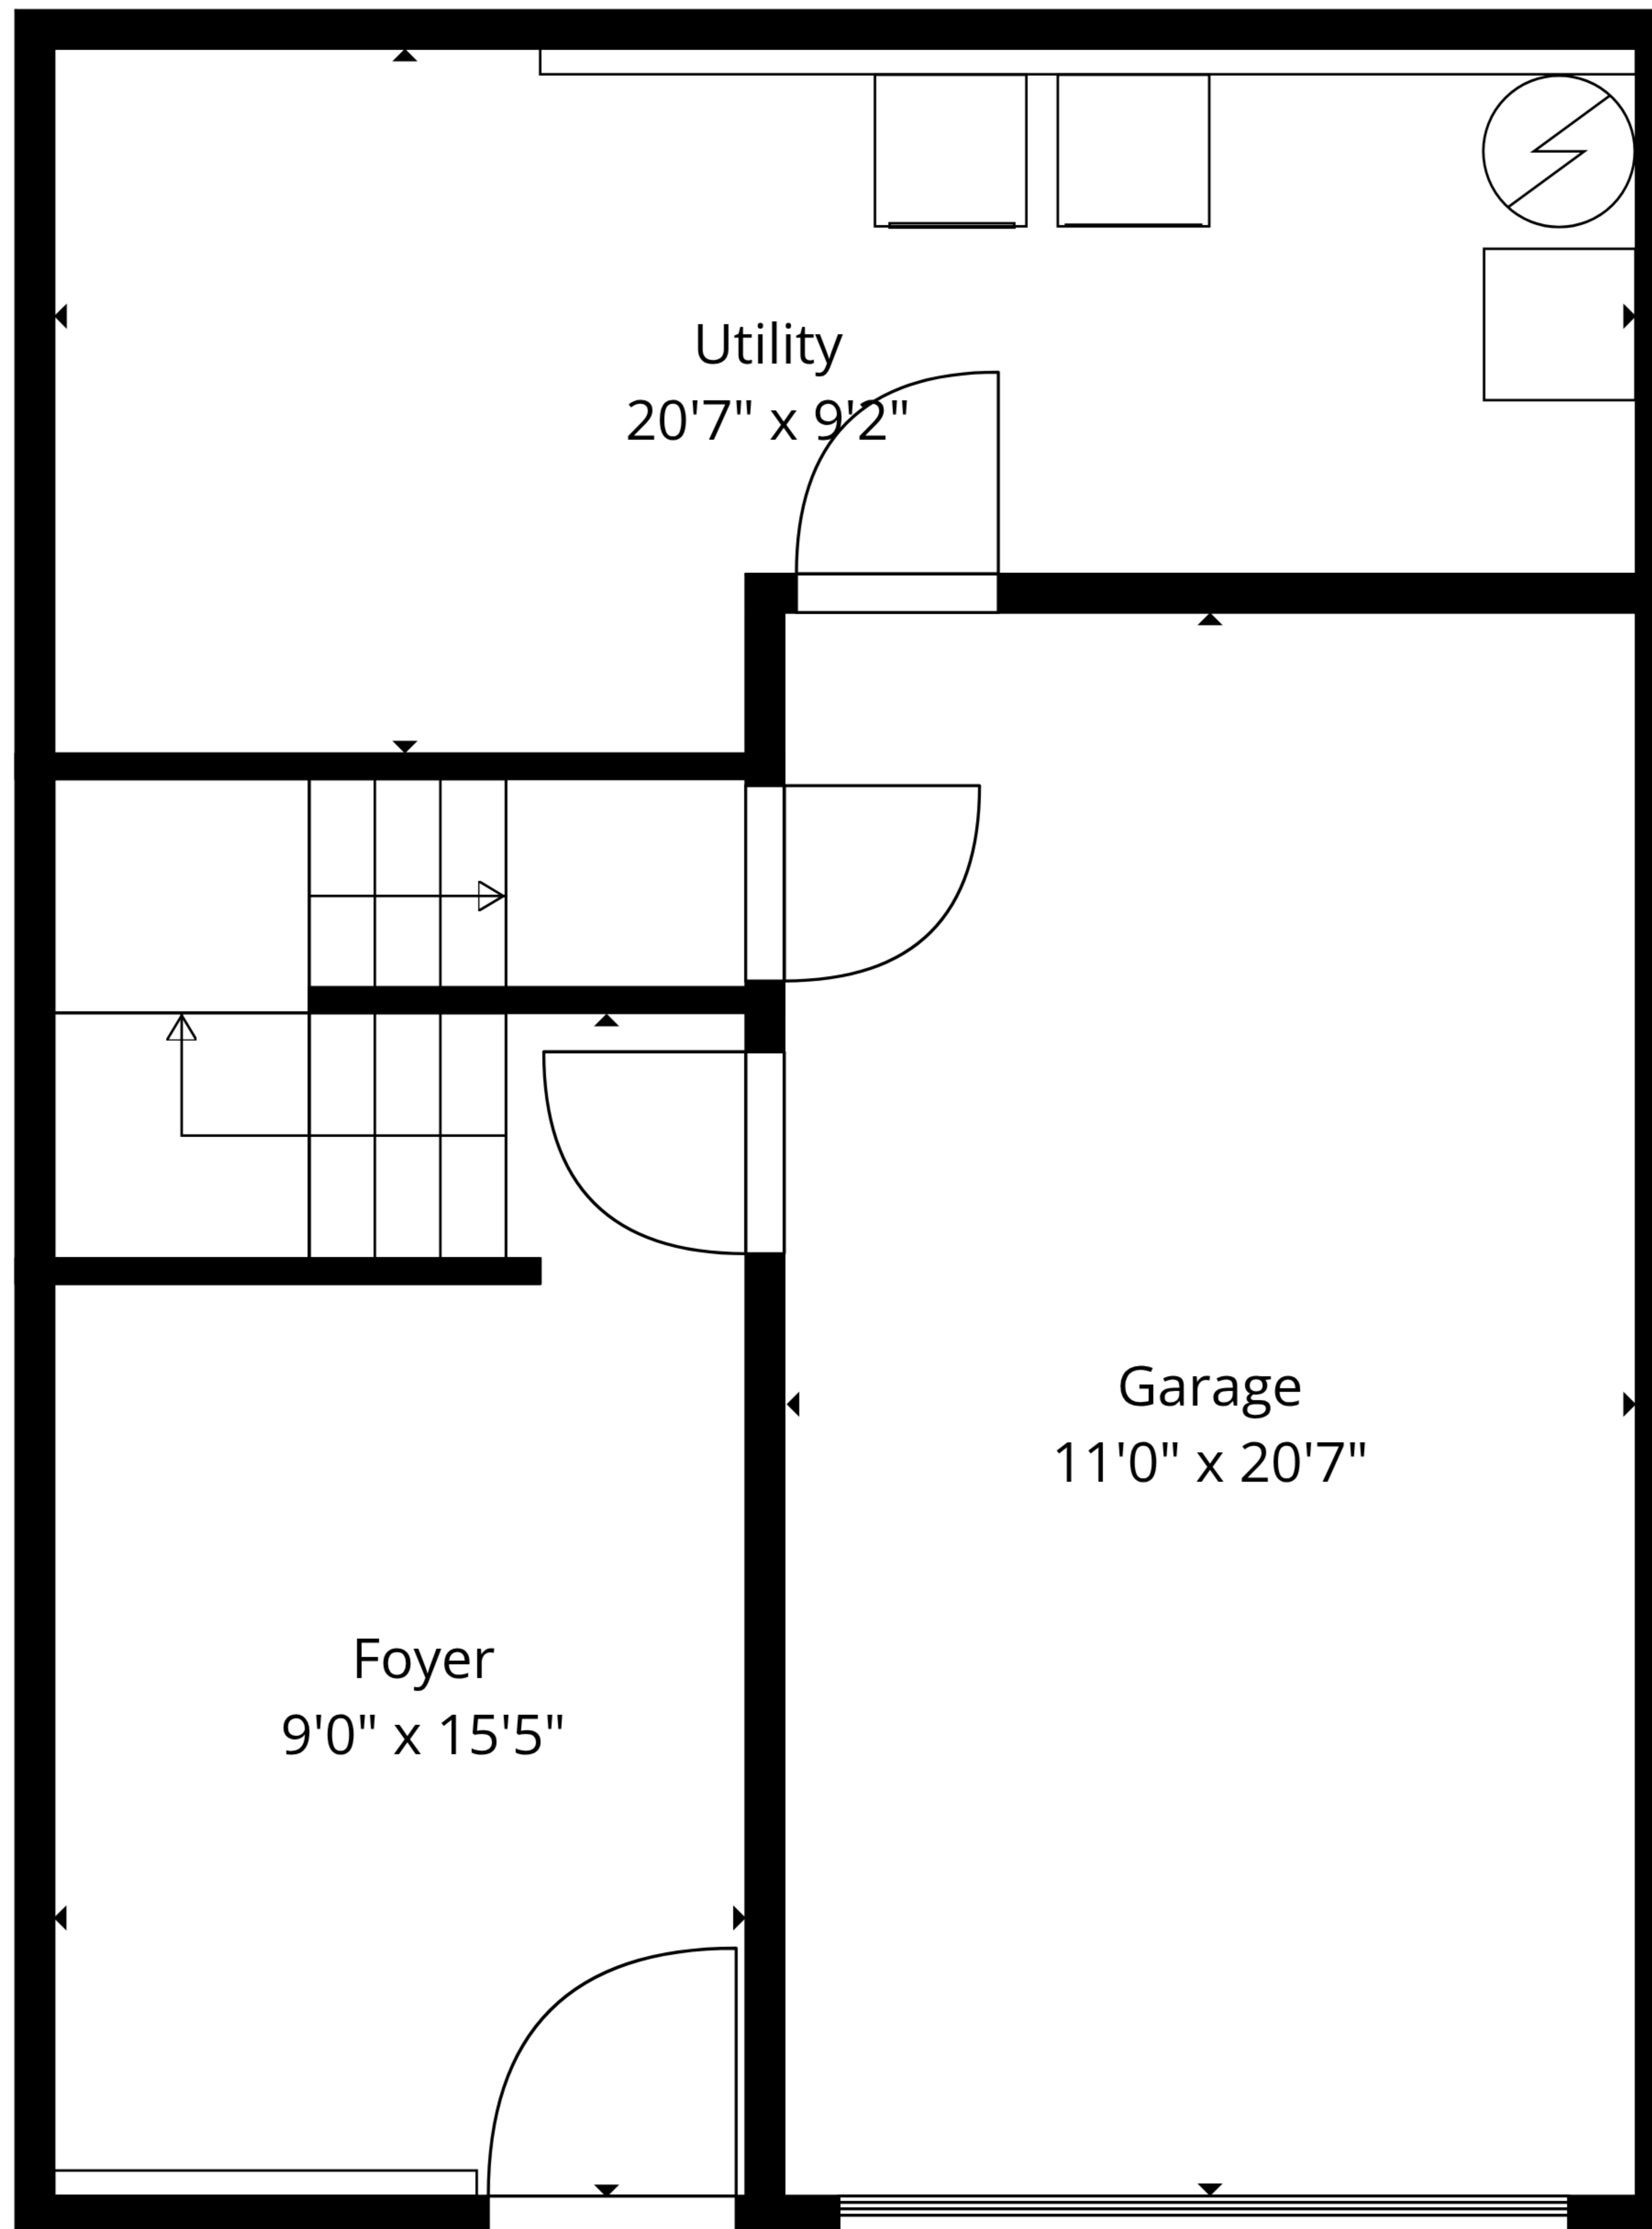 Utility
20'7" x 9'2"
Garage
11'0" x 20'7"
Foyer
9'0" x 15'5"